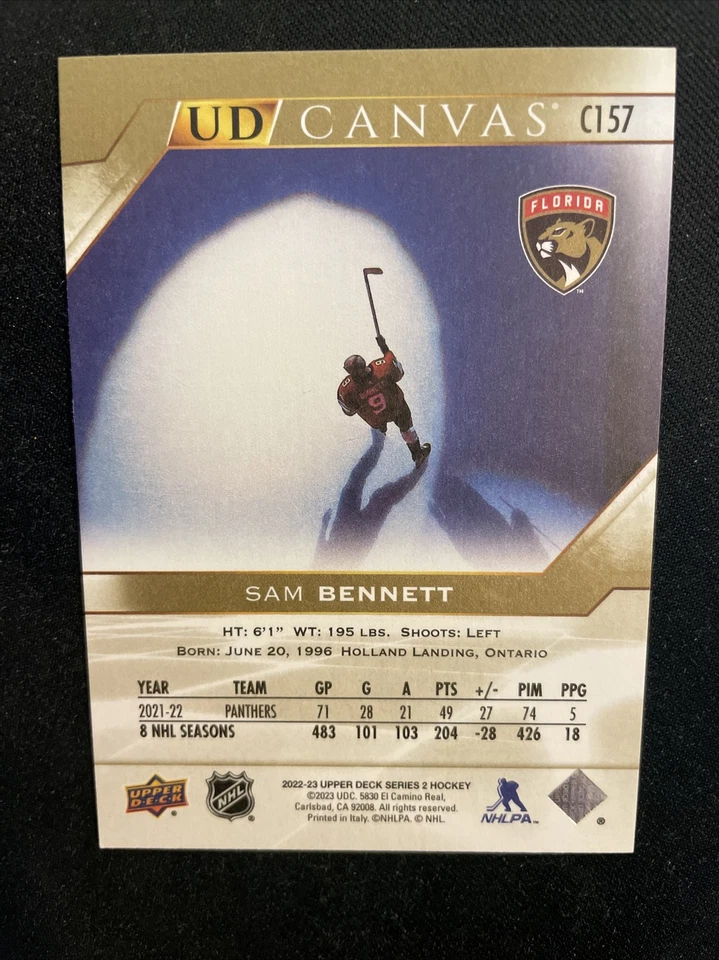 UD CANVAS® C157
FLORIDA
TM
9
SAM BENNETT
HT: 6'1" WT: 195 LBS. SHOOTS: LEFT
BORN: JUNE 20, 1996 HOLLAND LANDING, ONTARIO
YEAR TEAM GP G A PTS +/- PIM PPG
2021-22 PANTHERS 71 28 21 49 27 74 5
8 NHL SEASONS 483 101 103 204 -28 426 18
UPPER DECK ®
NHL
2022-23 UPPER DECK SERIES 2 HOCKEY
©2023 UDC. 5830 El Camino Real,
Carlsbad, CA 92008. All rights reserved.
Printed in Italy. ©NHLPA. © NHL.
NHLPA™
®